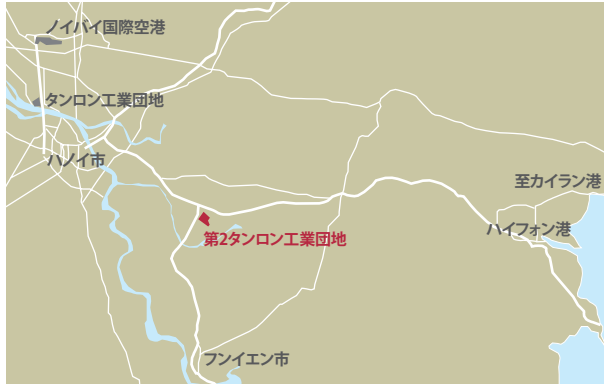 ノイバイ国際空港
タンロン工業団地
ハノイ市
至カイラン港
ハイフォン港
第2タンロン工業団地
フンイエン市